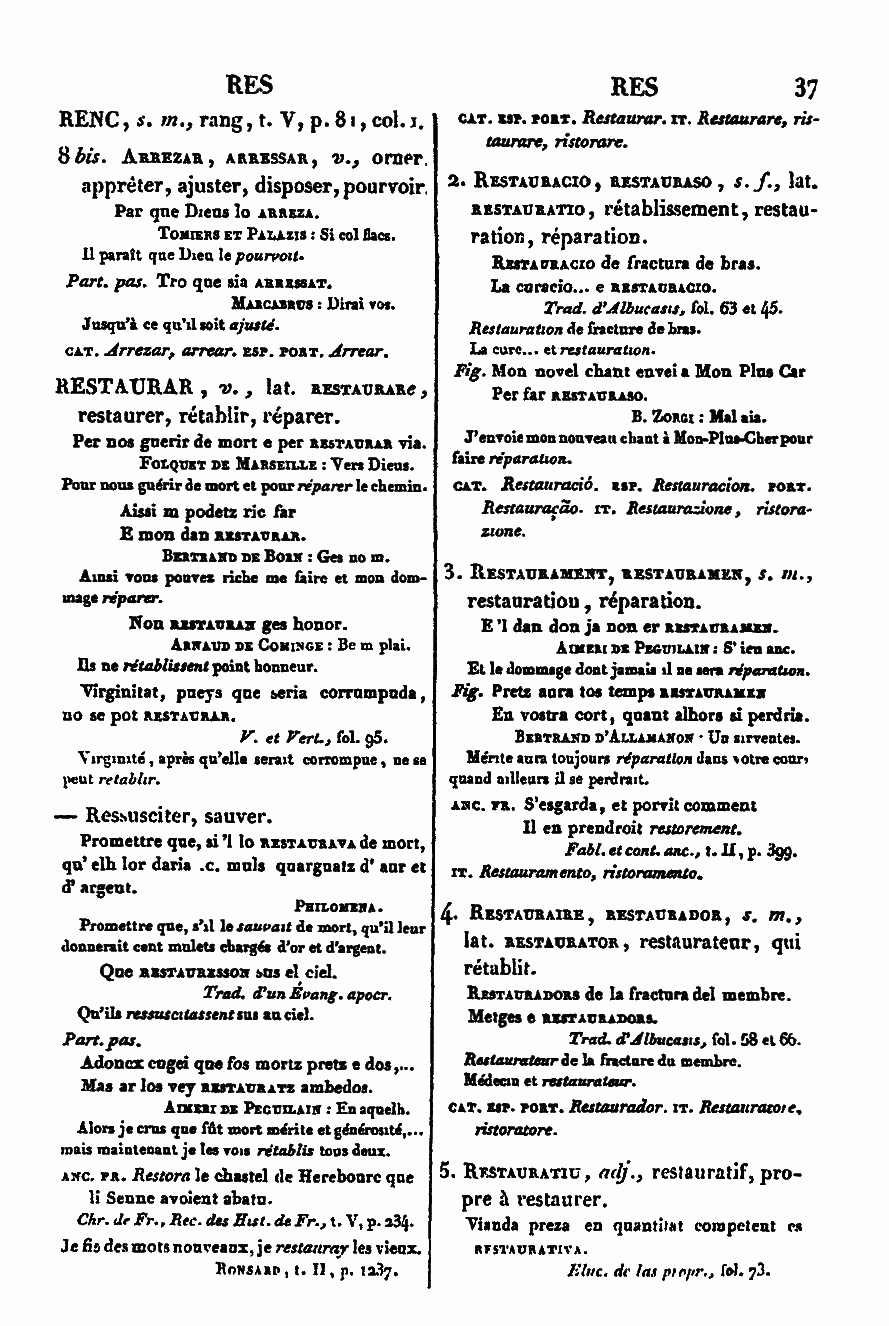 RES
RENC, s. m., rang, t. V, p. 81, col. 1.
8 bis. ARREZAR, ARRESSAR, v., orner,
apprêter, ajuster, disposer, pourvoir.
Par que Dieus lo ARREZA.
TOMIERS ET PALAZIS : Si col flacs.
Il paraît que Dieu le pourvoit.
Part. pas. Tro que sia ARRESSAT.
MARCABRUS : Dirai vos.
Jusqu'à ce qu'il soit ajusté.
CAT. Arrezar, arrear. ESP. PORT. Arrear.
RESTAURAR, v., lat. RESTAURARe,
restaurer, rétablir, réparer.
Per nos guerir de mort e per RESTAURAR via.
FOLQUET DE MARSEILLE : Vers Dieus.
Pour nous guérir de mort et pour réparer le chemin.
Aissi m podetz ric far
E mon dan RESTAURAR.
BERTRAND DE BORN : Ges no m.
Ainsi vous pouvez riche me faire et mon dom-
mage réparer.
Non RESTAURAN ges honor.
ARNAUD DE COMINGE : Be m plai.
Ils ne rétablissent point honneur.
Virginitat, pueys que seria corrumpuda,
no se pot RESTAURAR.
V. et Vert., fol. 95.
Virginité, après qu'elle serait corrompue, ne se
peut retablir.
— Ressusciter, sauver.
Promettre que, si 'l lo RESTAURAVA de mort,
qu' elh lor daria .c. muls quarguatz d' aur et
d' argent.
PHILOMENA.
Promettre que, s'il le sauvait de mort, qu'il leur
donnerait cent mulets chargés d'or et d'argent.
Que RESTAURESSON sus el ciel.
Trad. d'un Évang. apocr.
Qu'ils ressuscitassent sus au ciel.
Part. pas.
Adoncx cugei que fos mortz pretz e dos,...
Mas ar los vey RESTAURATZ ambedos.
AIMERI DE PEGUILAIN : En aquelh.
Alors je crus que fût mort mérite et générosité,...
mais maintenant je les vois rétablis tous deux.
ANC. FR. Restora le chastel de Herebourc que
li Senne avoient abatu.
Chr. de Fr., Rec. des Hist. de Fr., t. V, p. 234.
Je fis des mots nouveaux, je restauray les vieux.
RONSARD, t. II, p. 1237.
RES 37
CAT. ESP. PORT. Restaurar. IT. Restaurare, ris-
taurare, ristorare.
2. RESTAURACIO, RESTAURASO, s. f., lat.
RESTAURATIO, rétablissement, restau-
ration, réparation.
RESTAURACIO de fractura de bras.
La curacio... e RESTAURACIO.
Trad. d'Albucasis, fol. 63 et 45.
Restauration de fracture de bras.
La cure... et restauration.
Fig. Mon novel chant envei a Mon Plus Car
Per far RESTAURASO.
B. ZORGI : Mal aia.
J'envoie mon nouveau chant à Mon-Plus-Cher pour
faire réparation.
CAT. Restauració. ESP. Restauracion. PORT.
Restauração. IT. Restaurazione, ristora-
zione.
3. RESTAURAMENT, RESTAURAMEN, s. m.,
restauration, réparation.
E 'l dan don ja non er RESTAURAMEN.
AIMERI DE PEGUILAIN : S' ieu anc.
Et le dommage dont jamais il ne sera réparation.
Fig. Pretz aura tos temps RESTAURAMEN
En vostra cort, quant alhors si perdria.
BERTRAND D'ALLAMANON : Un sirventes.
Mérite aura toujours réparation dans votre cour,
quand ailleurs il se perdrait.
ANC. FR. S'esgarda, et porvit comment
Il en prendroit restorement.
Fabl. et cont. anc., t. II, p. 399.
IT. Restauramento, ristoramento.
4. RESTAURAIRE, RESTAURADOR, s. m.,
lat. RESTAURATOR, restaurateur, qui
rétablit.
RESTAURADORS de la fractura del membre.
Metges e RESTAURADORS.
Trad. d'Albucasis, fol. 58 et 66.
Restaurateur de la fracture du membre.
Médecin et restaurateur.
CAT. ESP. PORT. Restaurador. IT. Restauratore,
ristoratore.
5. RESTAURATIU, adj., restauratif, pro-
pre à restaurer.
Vianda preza en quantitat competent es
RESTAURATIVA.
Eluc. de las propr., fol. 73.